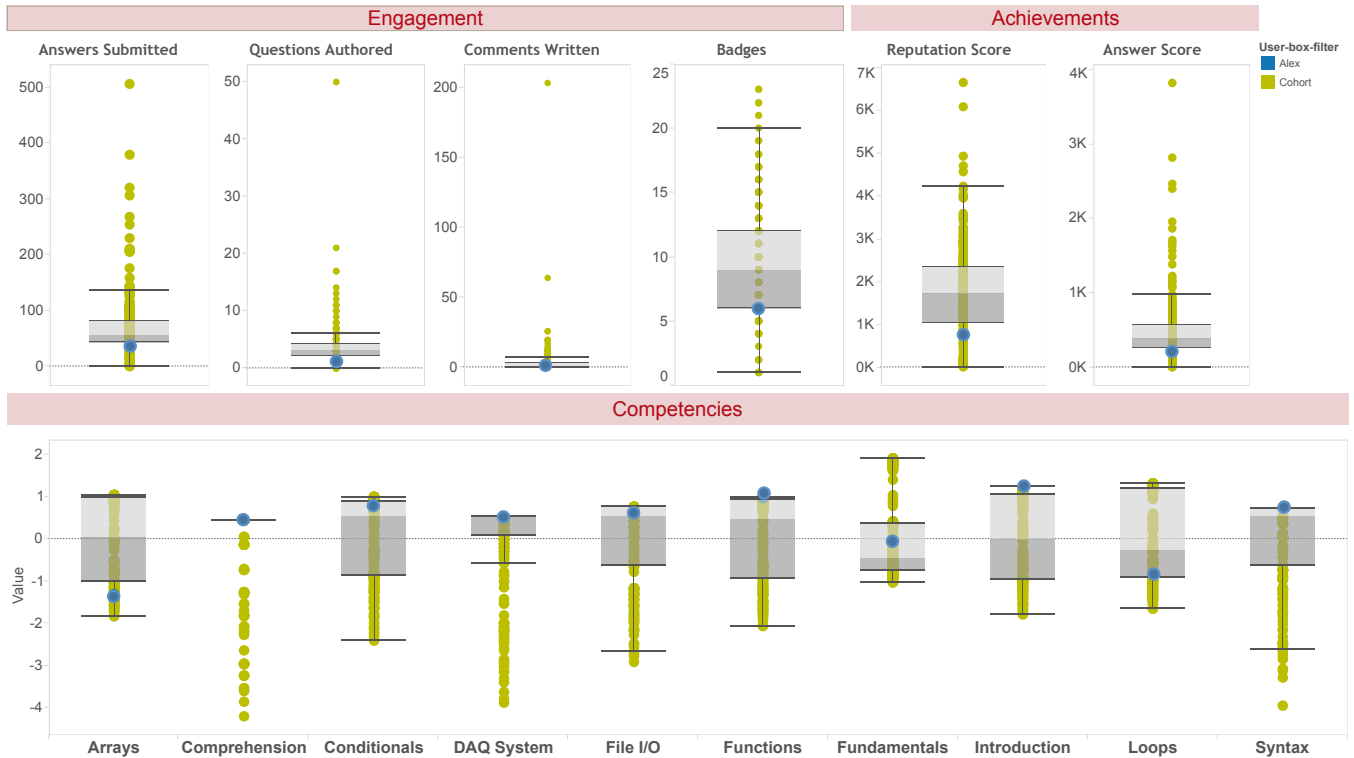 Engagement
Achievements
Answers Submitted
Questions Authored
Comments Written
Badges
Reputation Score
Answer Score
User-box-filter
Alex
Cohort
500
400
300
200
100
0
50
40
30
20
10
0
200
150
100
50
0
25
20
15
10
5
0
7K
6K
5K
4K
3K
2K
1K
0K
4K
3K
2K
1K
0K
Competencies
Value
2
1
0
-1
-2
-3
-4
Arrays
Comprehension
Conditionals
DAQ System
File I/O
Functions
Fundamentals
Introduction
Loops
Syntax